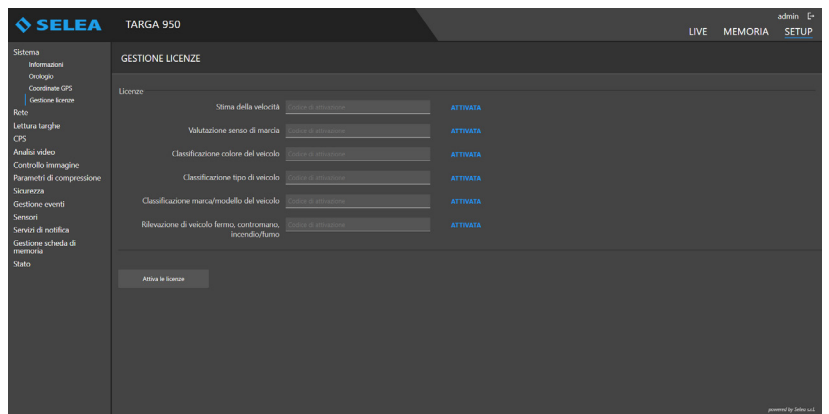 SELEA
TARGA 950
admin
LIVE MEMORIA SETUP
Sistema
Informazioni
Orologio
Coordinate GPS
Gestione licenze
Rete
Lettura targhe
CPS
Analisi video
Controllo immagine
Parametri di compressione
Sicurezza
Gestione eventi
Sensori
Servizi di notifica
Gestione scheda di
memoria
Stato
GESTIONE LICENZE
Licenze
Stima della velocità Codice di attivazione ATTIVATA
Valutazione senso di marcia Codice di attivazione ATTIVATA
Classificazione colore del veicolo Codice di attivazione ATTIVATA
Classificazione tipo di veicolo Codice di attivazione ATTIVATA
Classificazione marca/modello del veicolo Codice di attivazione ATTIVATA
Rilevazione di veicolo fermo, contromano, Codice di attivazione ATTIVATA
incendio/fumo
Attiva le licenze
powered by Selea s.r.l.